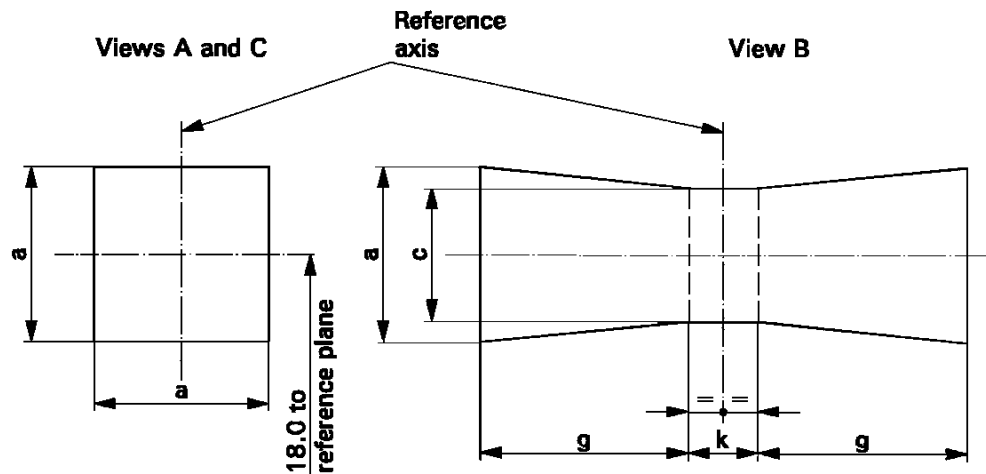 Reference
axis
Views A and C
View B
a
a
18.0 to
reference plane
a
c
= =
g
k
g